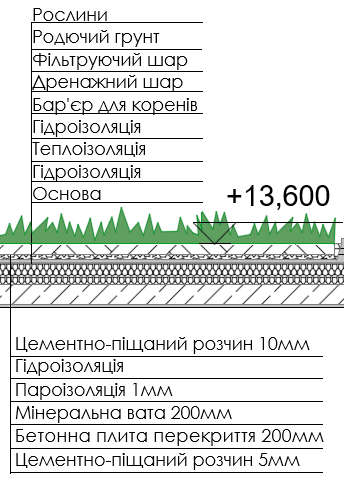 Рослини
Родючий грунт
Фільтруючий шар
Дренажний шар
Бар'єр для коренів
Гідроізоляція
Теплоізоляція
Гідроізоляція
Основа
+13,600
Цементно-піщаний розчин 10мм
Гідроізоляція
Пароізоляція 1мм
Мінеральна вата 200мм
Бетонна плита перекриття 200мм
Цементно-піщаний розчин 5мм